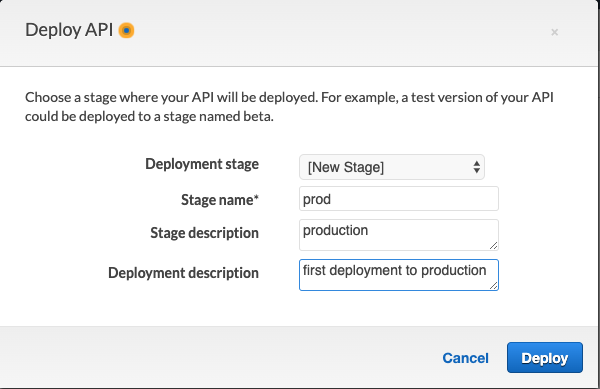 Deploy API
Choose a stage where your API will be deployed. For example, a test version of your API
could be deployed to a stage named beta.
Deployment stage [New Stage]
Stage name* prod
Stage description production
Deployment description first deployment to production
Cancel Deploy